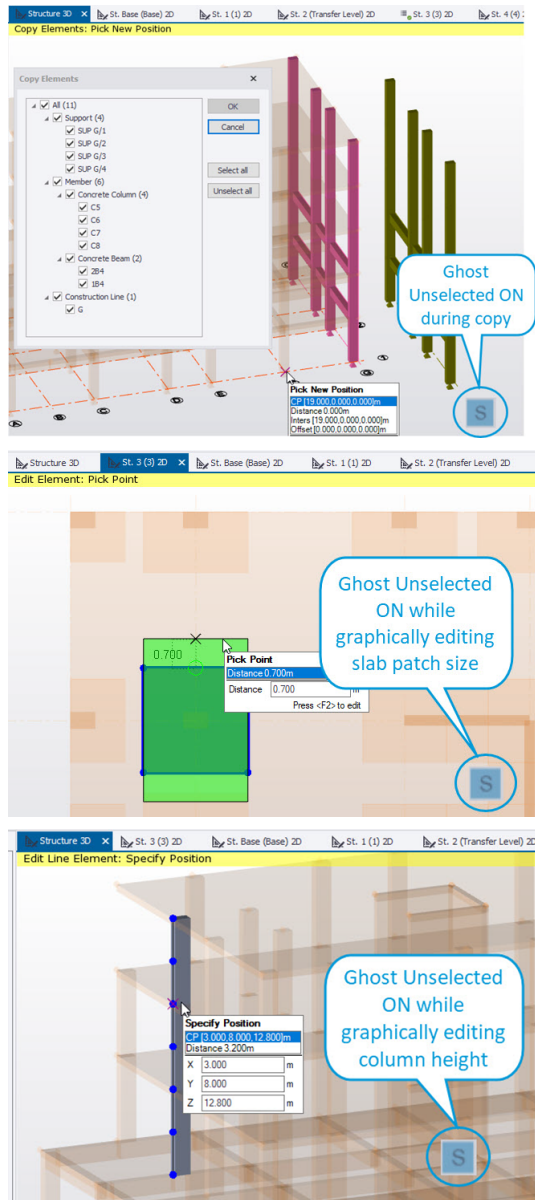 Structure 3D X St. Base (Base) 2D St. 1 (1) 2D St. 2 (Transfer Level) 2D St. 3 (3) 2D St. 4 (4)
Copy Elements: Pick New Position
Copy Elements x
All (11)
Support (4)
SUP G/1
SUP G/2
SUP G/3
SUP G/4
Member (6)
Concrete Column (4)
C5
C6
C7
C8
Concrete Beam (2)
2B4
1B4
Construction Line (1)
G
OK
Cancel
Select all
Unselect all
Ghost
Unselected ON
during copy
S
Pick New Position
CP [19.000,0.000,0.000]m
Distance 0.000m
Inters [19.000,0.000,0.000]m
Offset [0.000,0.000,0.000]m
Structure 3D St. 3 (3) 2D X St. Base (Base) 2D St. 1 (1) 2D St. 2 (Transfer Level) 2D
Edit Element: Pick Point
0.700
Pick Point
Distance 0.700m
Distance 0.700 m
Press <F2> to edit
Ghost Unselected
ON while
graphically editing
slab patch size
S
Structure 3D X St. 3 (3) 2D St. Base (Base) 2D St. 1 (1) 2D St. 2 (Transfer Level) 2D
Edit Line Element: Specify Position
Specify Position
CP [3.000,8.000,12.800]m
Distance 3.200m
X 3.000 m
Y 8.000 m
Z 12.800 m
Ghost Unselected
ON while
graphically editing
column height
S